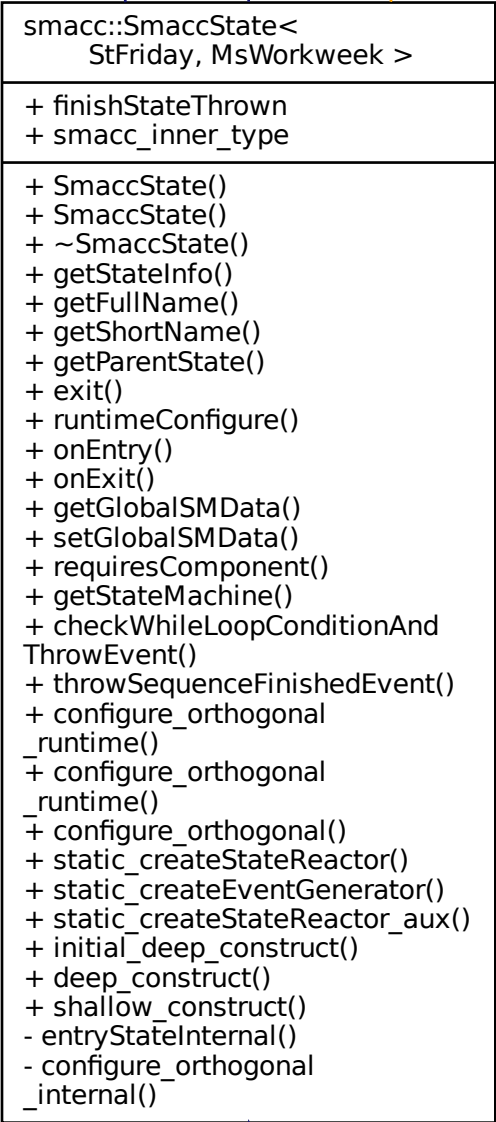 smacc::SmaccState<
StFriday, MsWorkweek >
+ finishStateThrown
+ smacc_inner_type
+ SmaccState()
+ SmaccState()
+ ~SmaccState()
+ getStateInfo()
+ getFullName()
+ getShortName()
+ getParentState()
+ exit()
+ runtimeConfigure()
+ onEntry()
+ onExit()
+ getGlobalSMData()
+ setGlobalSMData()
+ requiresComponent()
+ getStateMachine()
+ checkWhileLoopConditionAnd
ThrowEvent()
+ throwSequenceFinishedEvent()
+ configure_orthogonal
_runtime()
+ configure_orthogonal
_runtime()
+ configure_orthogonal()
+ static_createStateReactor()
+ static_createEventGenerator()
+ static_createStateReactor_aux()
+ initial_deep_construct()
+ deep_construct()
+ shallow_construct()
- entryStateInternal()
- configure_orthogonal
_internal()